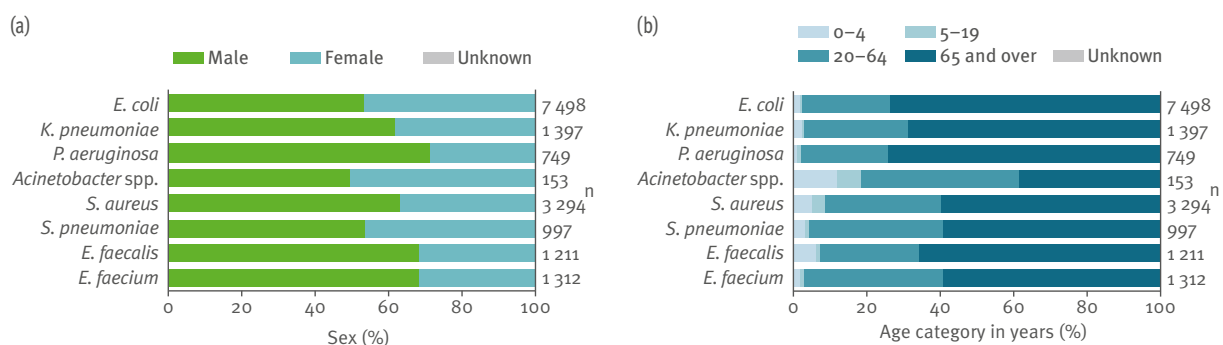 (a)
Male Female Unknown
E. coli 7 498
K. pneumoniae 1 397
P. aeruginosa 749
Acinetobacter spp. 153
S. aureus 3 294
S. pneumoniae 997
E. faecalis 1 211
E. faecium 1 312
n
0 20 40 60 80 100
Sex (%)
(b)
0–4 5–19
20–64 65 and over Unknown
E. coli 7 498
K. pneumoniae 1 397
P. aeruginosa 749
Acinetobacter spp. 153
S. aureus 3 294
S. pneumoniae 997
E. faecalis 1 211
E. faecium 1 312
n
0 20 40 60 80 100
Age category in years (%)